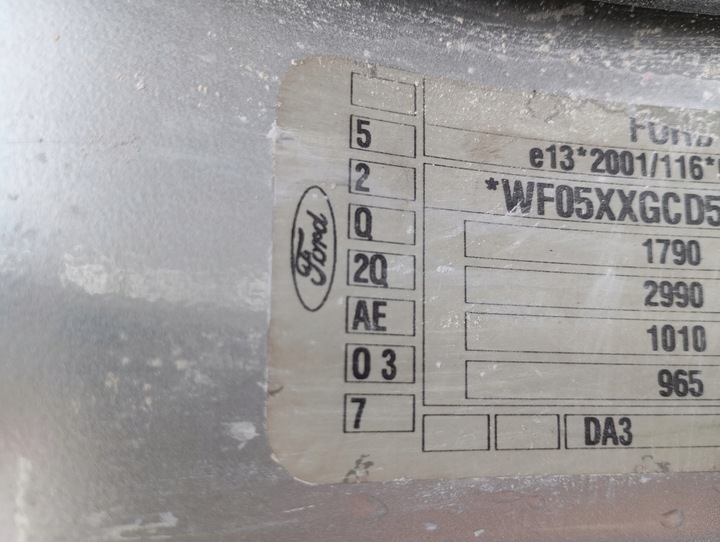 FORD
e13*2001/116*
*WF05XXGCD5
5
2
Q
2Q
AE
0 3
7
Ford
1790
2990
1010
965
DA3